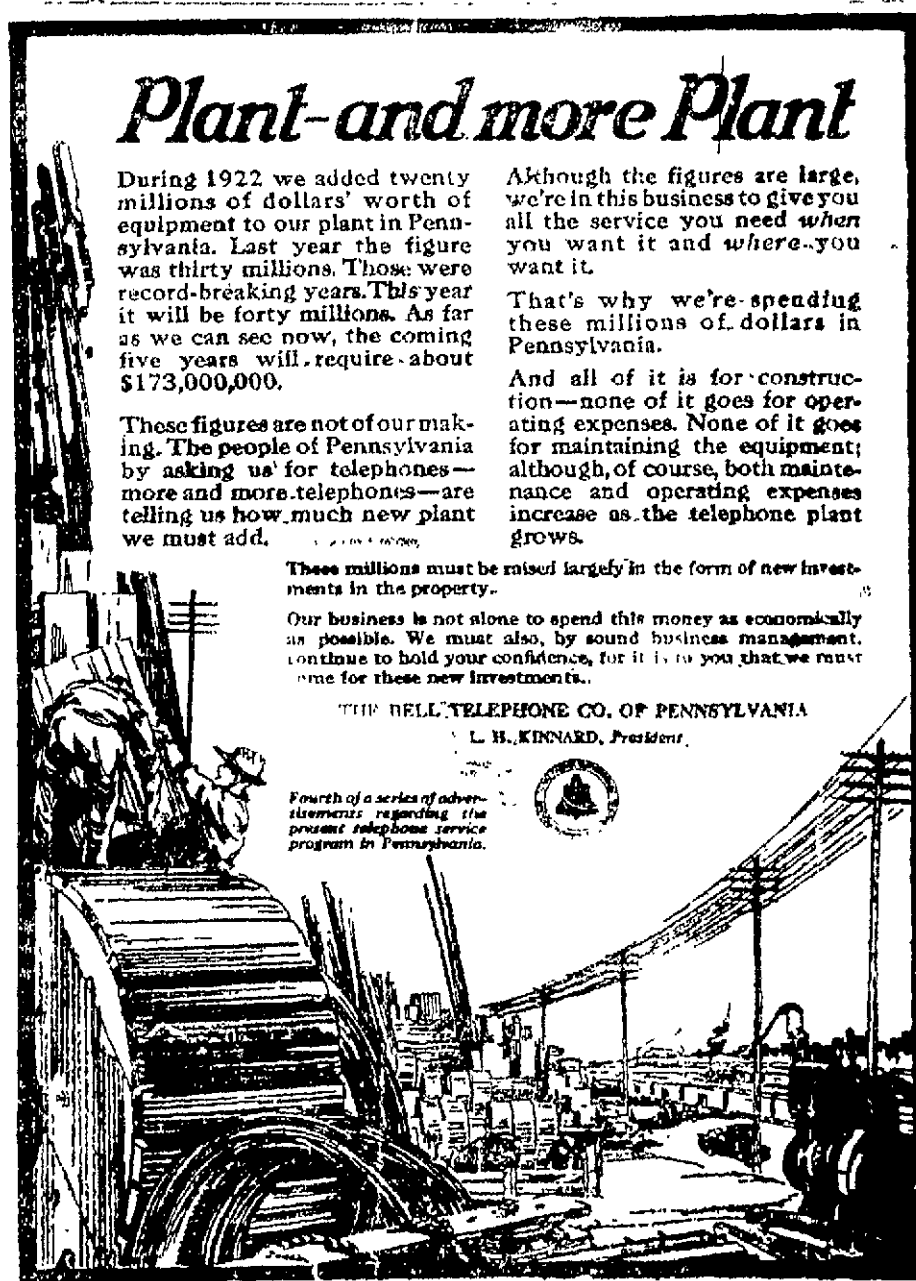 Plant-and more Plant
During 1922 we added twenty
millions of dollars' worth of
equipment to our plant in Penn-
sylvania. Last year the figure
was thirty millions. Those were
record-breaking years. This year
it will be forty millions. As far
as we can see now, the coming
five years will require about
$173,000,000.
These figures are not of our mak-
ing. The people of Pennsylvania
by asking us for telephones—
more and more telephones—are
telling us how much new plant
we must add.
Although the figures are large,
we're in this business to give you
all the service you need when
you want it and where you
want it.
That's why we're spending
these millions of dollars in
Pennsylvania.
And all of it is for construc-
tion—none of it goes for oper-
ating expenses. None of it goes
for maintaining the equipment;
although, of course, both mainte-
nance and operating expenses
increase as the telephone plant
grows.
These millions must be raised largely in the form of new invest-
ments in the property.
Our business is not alone to spend this money as economically
as possible. We must also, by sound business management,
continue to hold your confidence, for it is to you that we must
come for these new investments.
THE BELL TELEPHONE CO. OF PENNSYLVANIA
L. H. KINNARD, President
Fourth of a series of adver-
tisements regarding the
present telephone service
program in Pennsylvania.